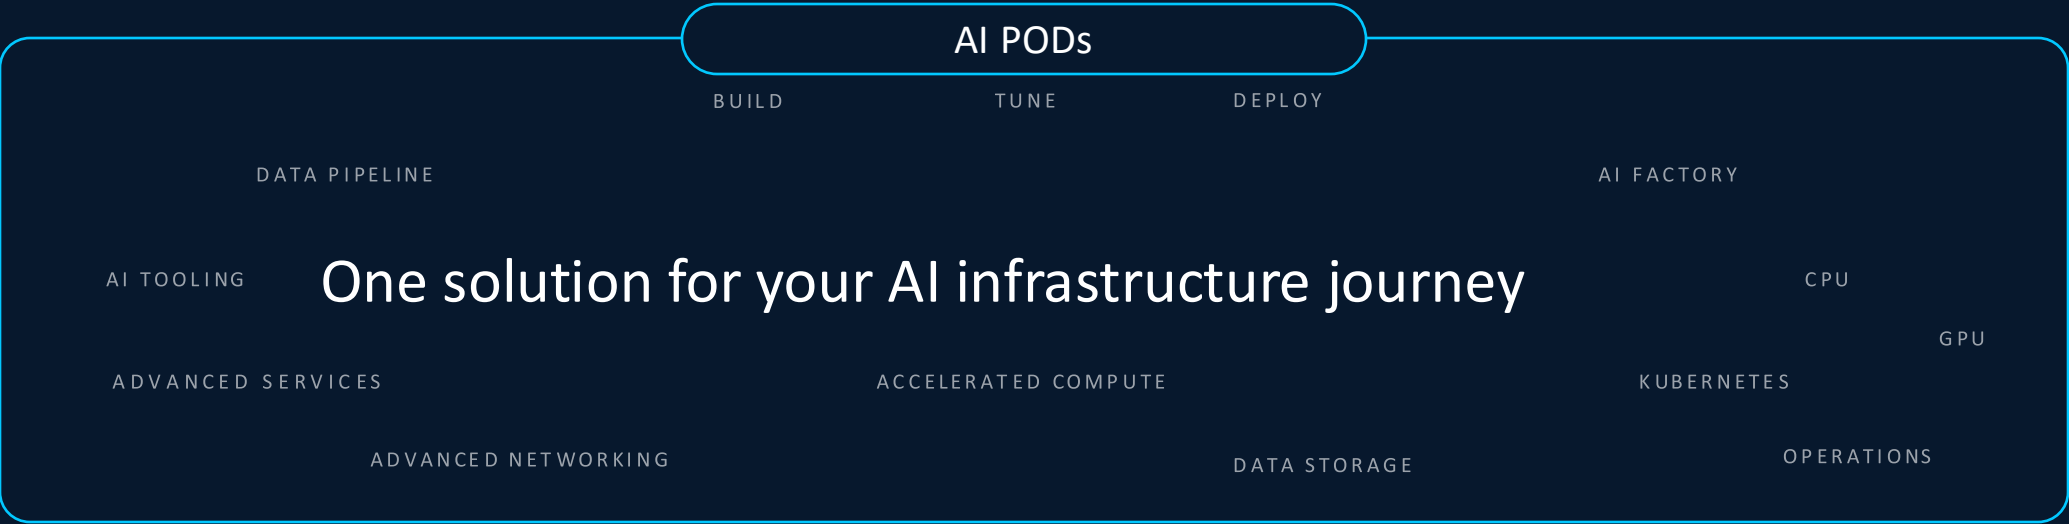 AI PODs
BUILD TUNE DEPLOY
DATA PIPELINE AI FACTORY
AI TOOLING One solution for your AI infrastructure journey CPU
GPU
ADVANCED SERVICES ACCELERATED COMPUTE KUBERNETES
ADVANCED NETWORKING DATA STORAGE OPERATIONS